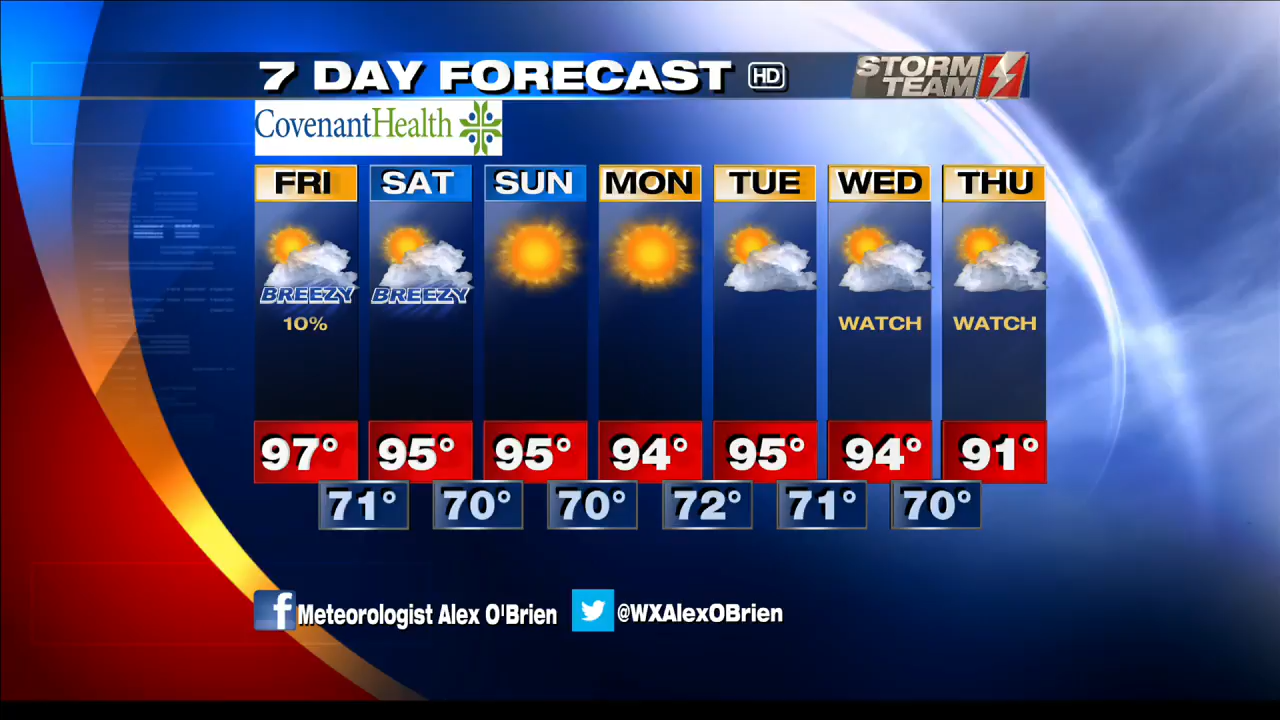 7 DAY FORECAST HD
STORM
TEAM
CovenantHealth
FRI SAT SUN MON TUE WED THU
BREEZY BREEZY
10% WATCH WATCH
97° 95° 95° 94° 95° 94° 91°
71° 70° 70° 72° 71° 70°
f Meteorologist Alex O'Brien @WXAlexOBrien